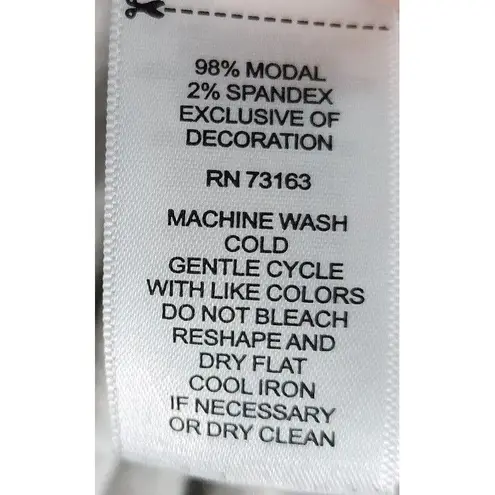 98% MODAL
2% SPANDEX
EXCLUSIVE OF
DECORATION
RN 73163
MACHINE WASH
COLD
GENTLE CYCLE
WITH LIKE COLORS
DO NOT BLEACH
RESHAPE AND
DRY FLAT
COOL IRON
IF NECESSARY
OR DRY CLEAN